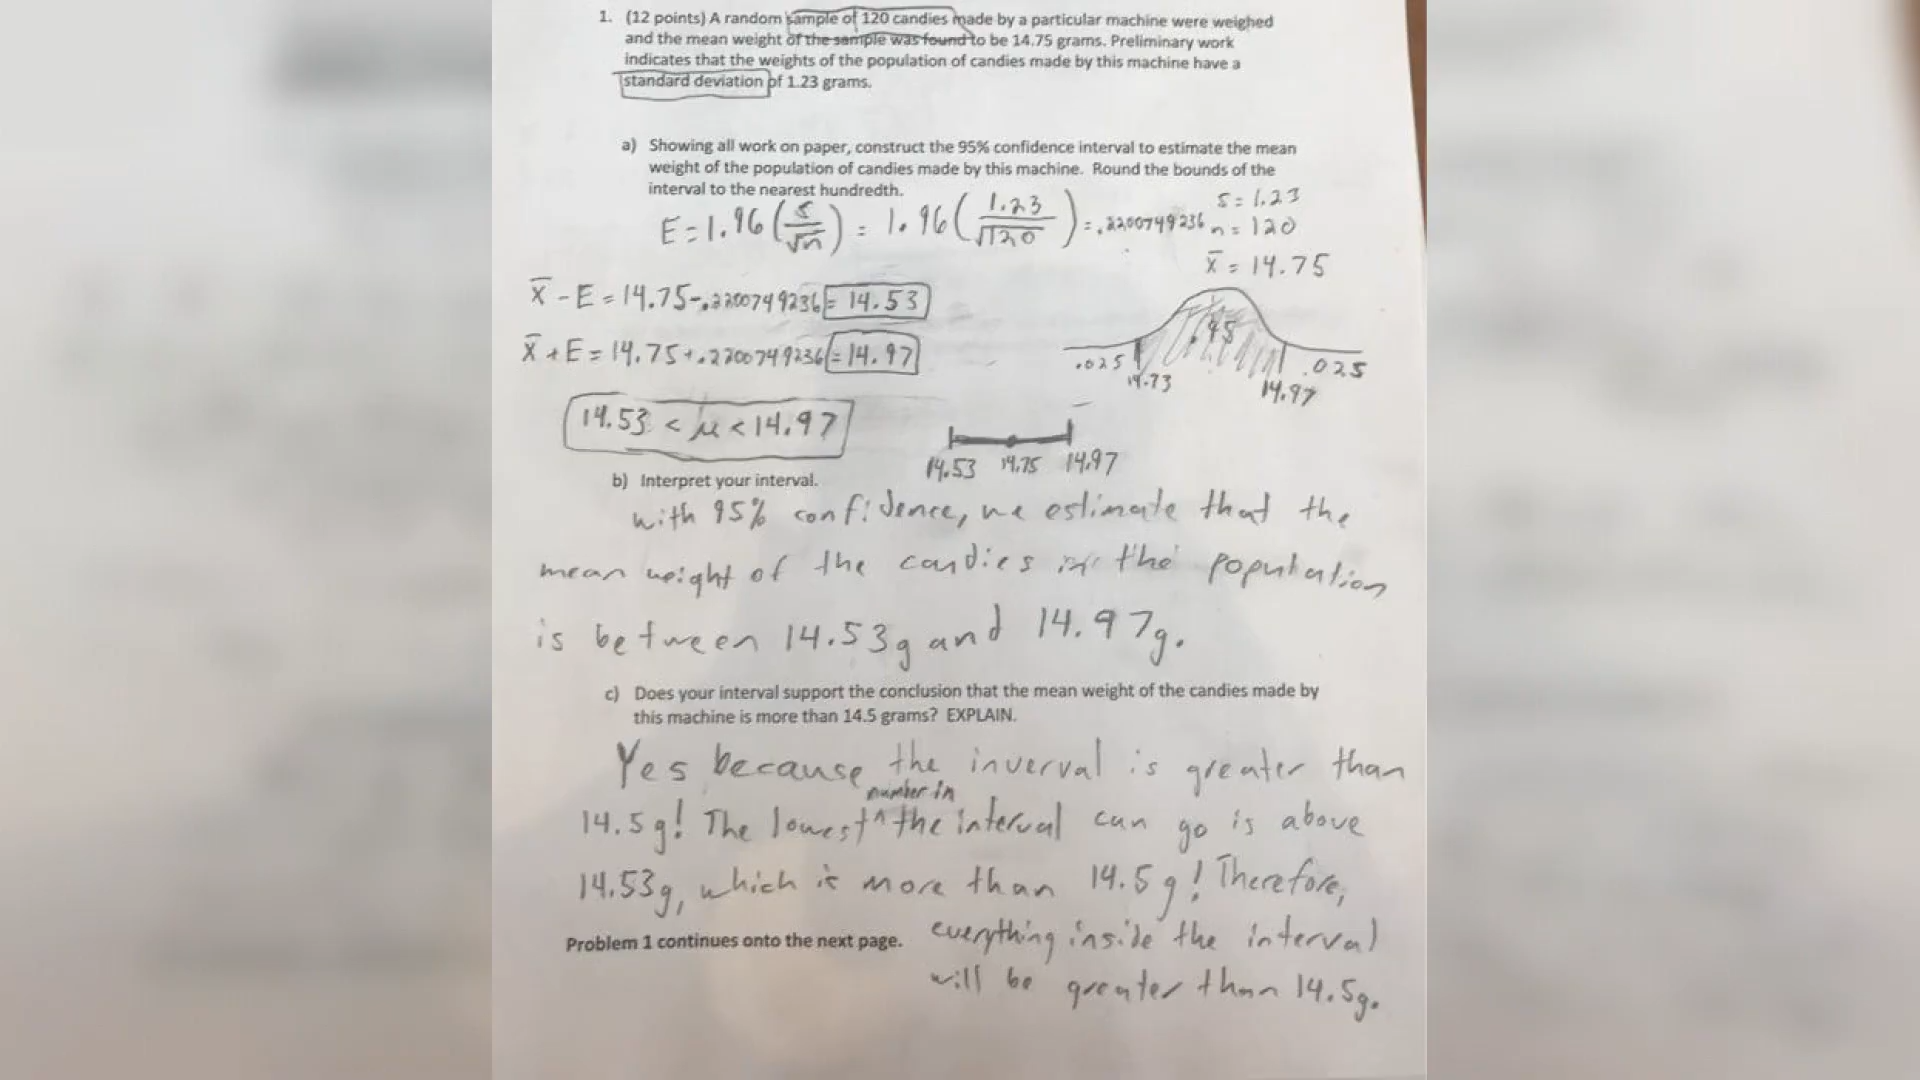 1. (12 points) A random sample of 120 candies made by a particular machine were weighed
and the mean weight of the sample was found to be 14.75 grams. Preliminary work
indicates that the weights of the population of candies made by this machine have a
standard deviation of 1.23 grams.
a) Showing all work on paper, construct the 95% confidence interval to estimate the mean
weight of the population of candies made by this machine. Round the bounds of the
interval to the nearest hundredth.
s = 1.23
E = 1.96 (s/√n) = 1.96 (1.23/√120) = .2200749236
n = 120
x̄ = 14.75
x̄ - E = 14.75 - .2200749236 = 14.53
x̄ + E = 14.75 + .2200749236 = 14.97
.95
.025 .025
14.73 14.97
14.53 < μ < 14.97
14.53 14.75 14.97
b) Interpret your interval.
with 95% confidence, we estimate that the
mean weight of the candies in the population
is between 14.53g and 14.97g.
c) Does your interval support the conclusion that the mean weight of the candies made by
this machine is more than 14.5 grams? EXPLAIN.
Yes because the inverval is greater than
number in
14.5g! The lowest ^ the interval can go is above
14.53g, which is more than 14.5g! Therefore,
everything inside the interval
will be greater than 14.5g.
Problem 1 continues onto the next page.